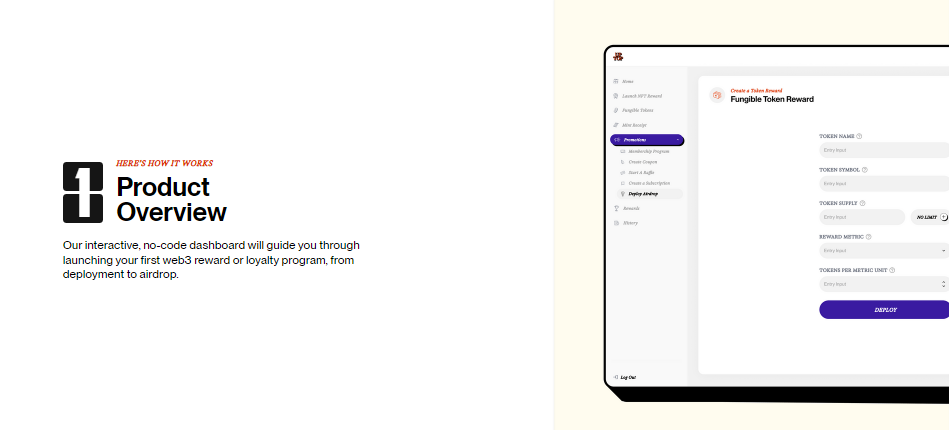 1
HERE'S HOW IT WORKS
Product
Overview
Our interactive, no-code dashboard will guide you through
launching your first web3 reward or loyalty program, from
deployment to airdrop.
Home
Launch NFT Reward
Fungible Tokens
Mint Receipt
Promotions
Membership Program
Create Coupon
Start A Raffle
Create a Subscription
Deploy Airdrop
Rewards
History
Log Out
Create a Token Reward
Fungible Token Reward
TOKEN NAME ?
Entry Input
TOKEN SYMBOL ?
Entry Input
TOKEN SUPPLY ?
Entry Input
NO LIMIT
REWARD METRIC ?
Entry Input
TOKENS PER METRIC UNIT ?
Entry Input
DEPLOY